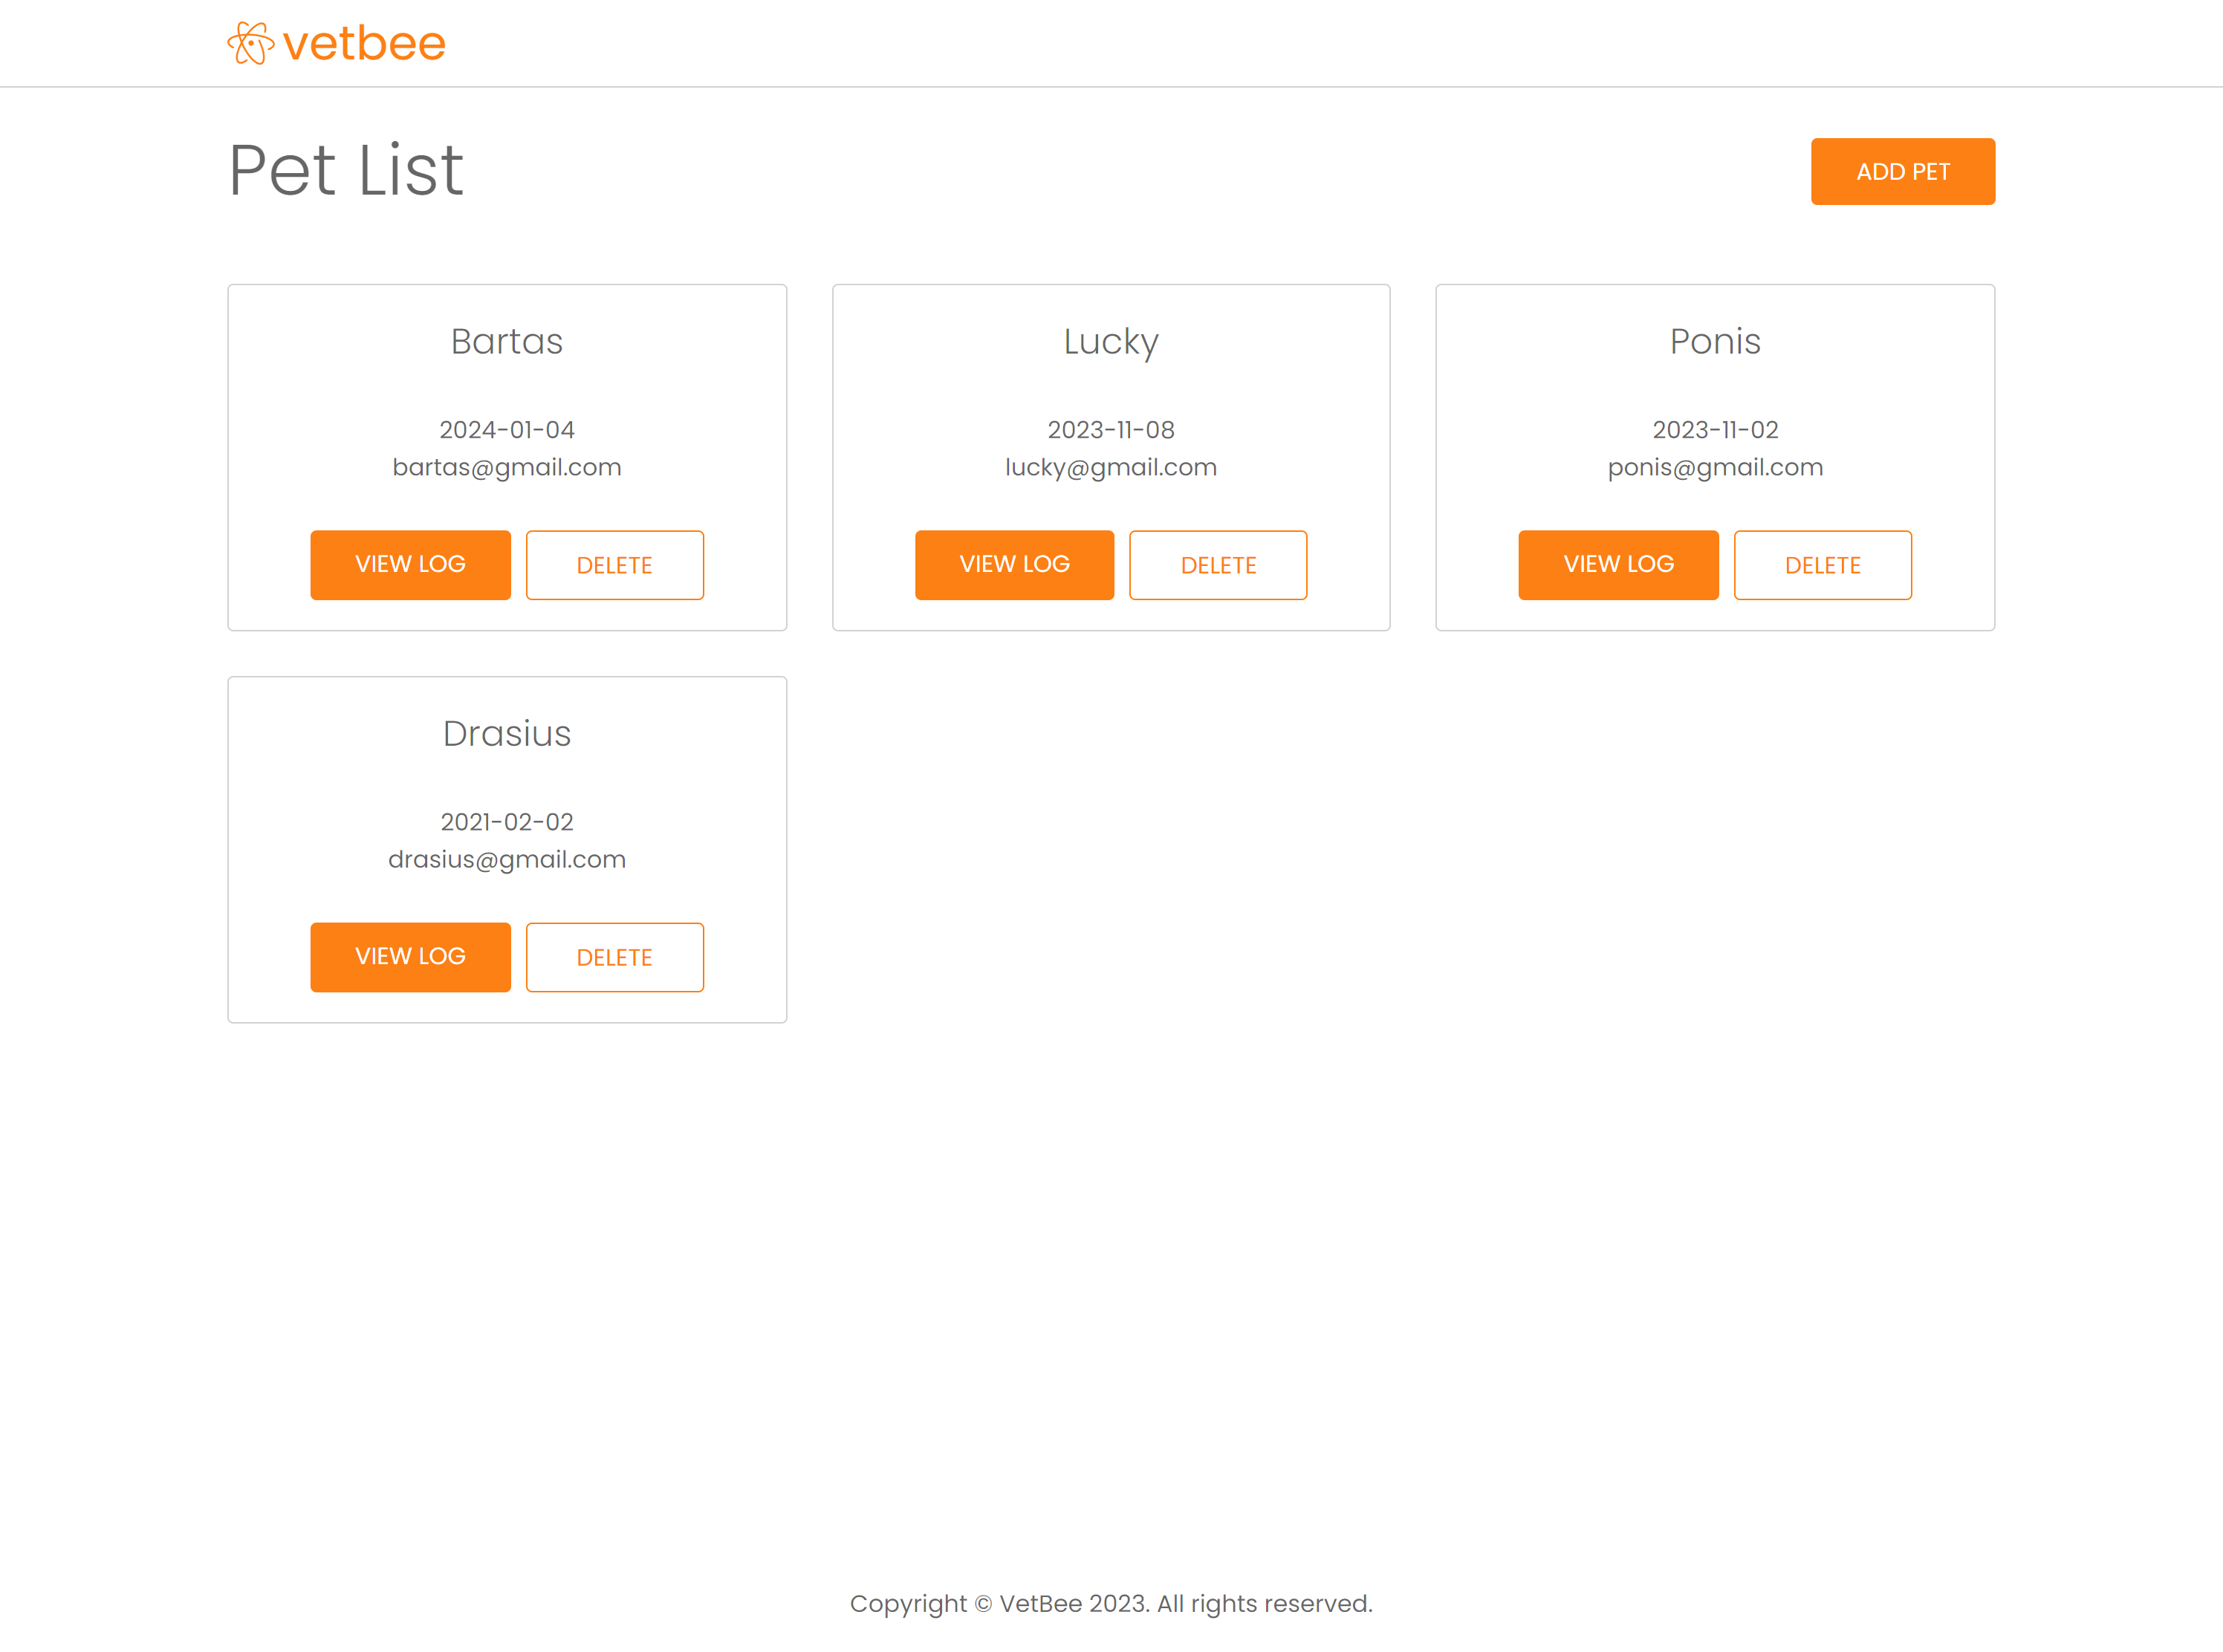 vetbee
Pet List
ADD PET
Bartas
2024-01-04
bartas@gmail.com
VIEW LOG
DELETE
Lucky
2023-11-08
lucky@gmail.com
VIEW LOG
DELETE
Ponis
2023-11-02
ponis@gmail.com
VIEW LOG
DELETE
Drasius
2021-02-02
drasius@gmail.com
VIEW LOG
DELETE
Copyright © VetBee 2023. All rights reserved.